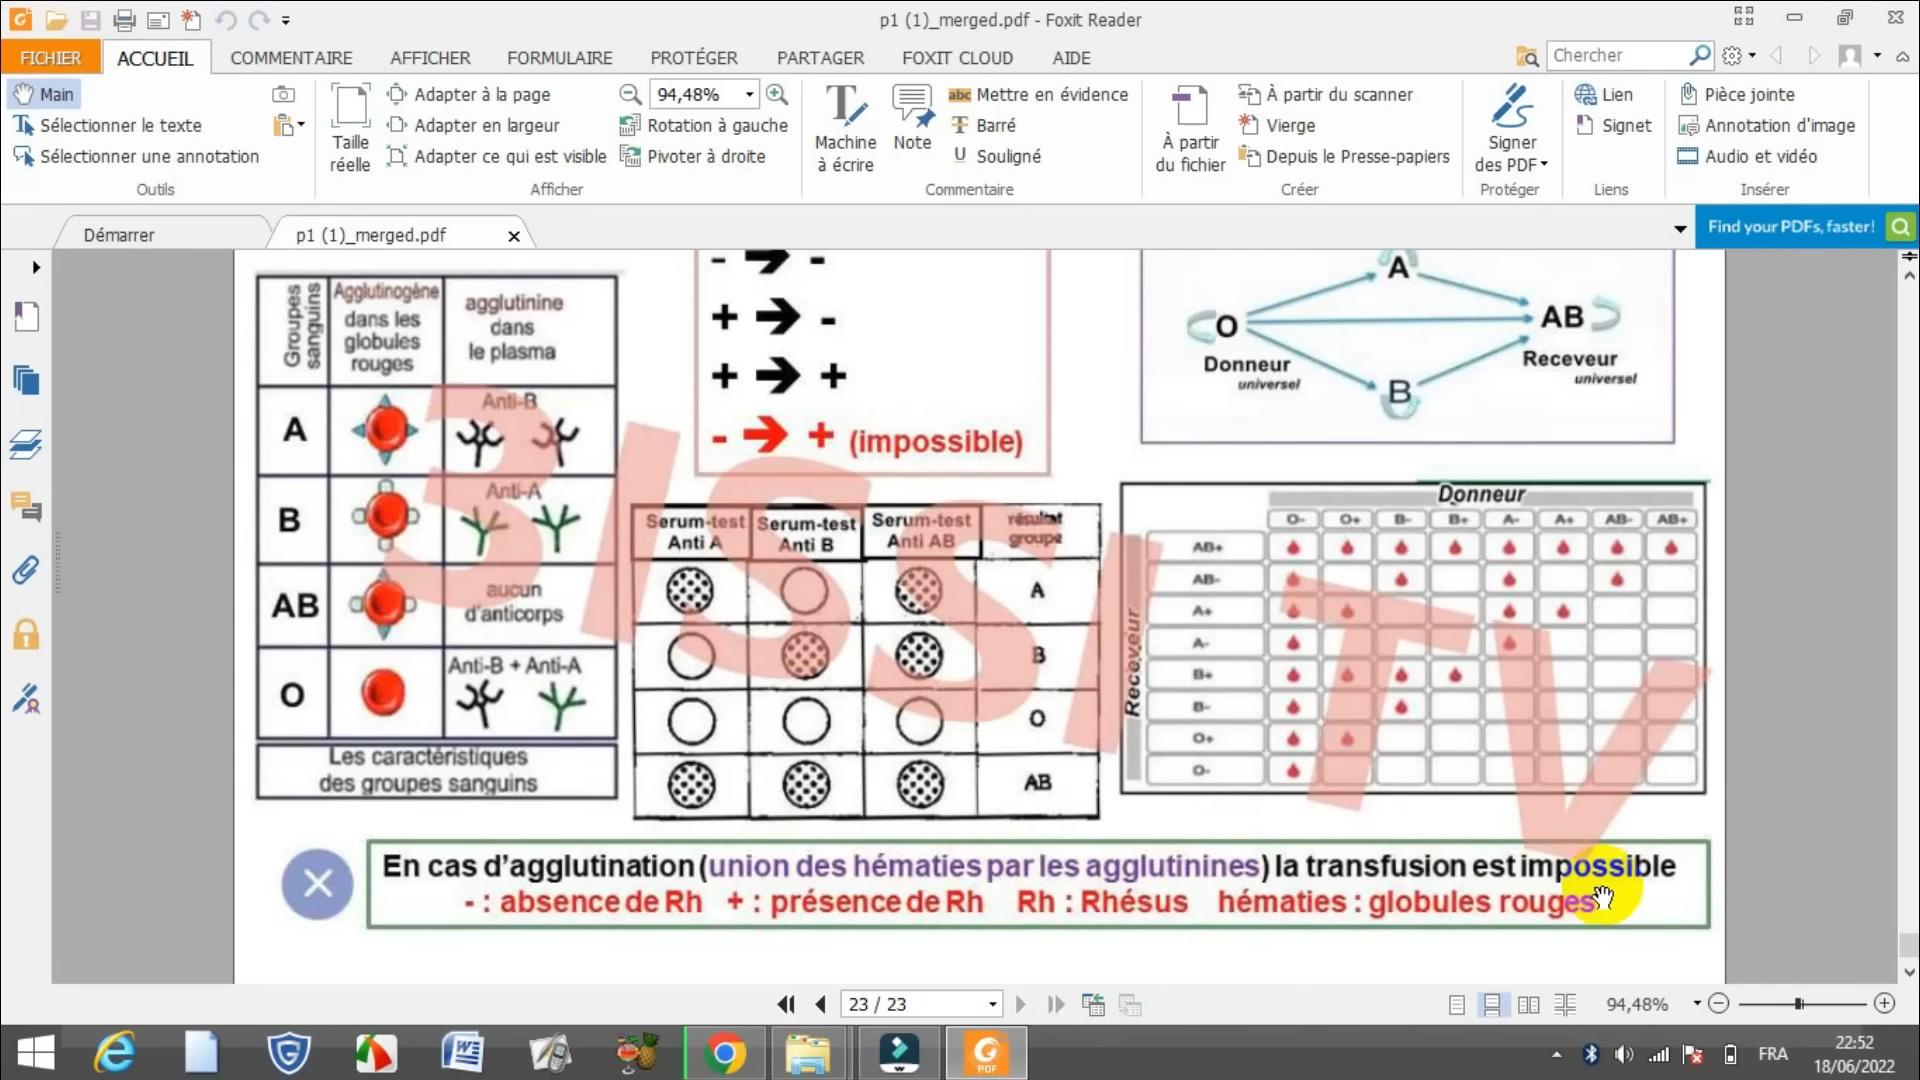 p1 (1)_merged.pdf - Foxit Reader
FICHIER
ACCUEIL
COMMENTAIRE
AFFICHER
FORMULAIRE
PROTÉGER
PARTAGER
FOXIT CLOUD
AIDE
Chercher
Main
Sélectionner le texte
Sélectionner une annotation
Outils
Taille
réelle
Adapter à la page
Adapter en largeur
Adapter ce qui est visible
94,48%
Rotation à gauche
Pivoter à droite
Afficher
Machine
à écrire
Note
abc Mettre en évidence
Barré
Souligné
Commentaire
À partir
du fichier
À partir du scanner
Vierge
Depuis le Presse-papiers
Créer
Signer
des PDF
Protéger
Lien
Signet
Liens
Pièce jointe
Annotation d'image
Audio et vidéo
Insérer
Démarrer
p1 (1)_merged.pdf
Find your PDFs, faster!
Groupes
sanguins
Agglutinogène
dans les
globules
rouges
agglutinine
dans
le plasma
A
Anti-B
B
Anti-A
AB
aucun
d'anticorps
O
Anti-B + Anti-A
Les caractéristiques
des groupes sanguins
- ➔ -
+ ➔ -
+ ➔ +
- ➔ + (impossible)
A
O
Donneur
universel
AB
Receveur
universel
B
Serum-test
Anti A
Serum-test
Anti B
Serum-test
Anti AB
résultat
groupe
A
B
O
AB
Donneur
O- O+ B- B+ A- A+ AB- AB+
Receveur
AB+
AB-
A+
A-
B+
B-
O+
O-
3ISSI TV
En cas d'agglutination (union des hématies par les agglutinines) la transfusion est impossible
- : absence de Rh + : présence de Rh Rh : Rhésus hématies : globules rouges
23 / 23
94,48%
FRA
22:52
18/06/2022